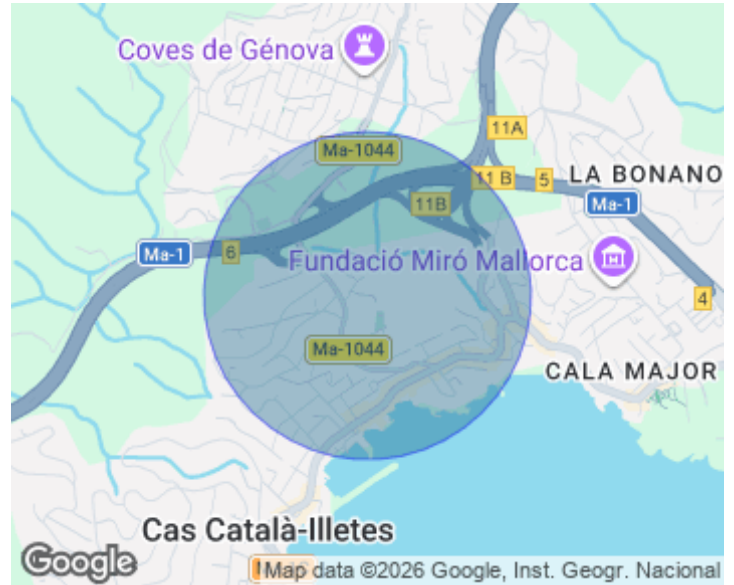 Coves de Génova
11A
Ma-1044
11 B
5
LA BONANO
11B
Ma-1
Ma-1
6
Fundació Miró Mallorca
4
Ma-1044
CALA MAJOR
Cas Català-Illetes
Google
Map data ©2026 Google, Inst. Geogr. Nacional